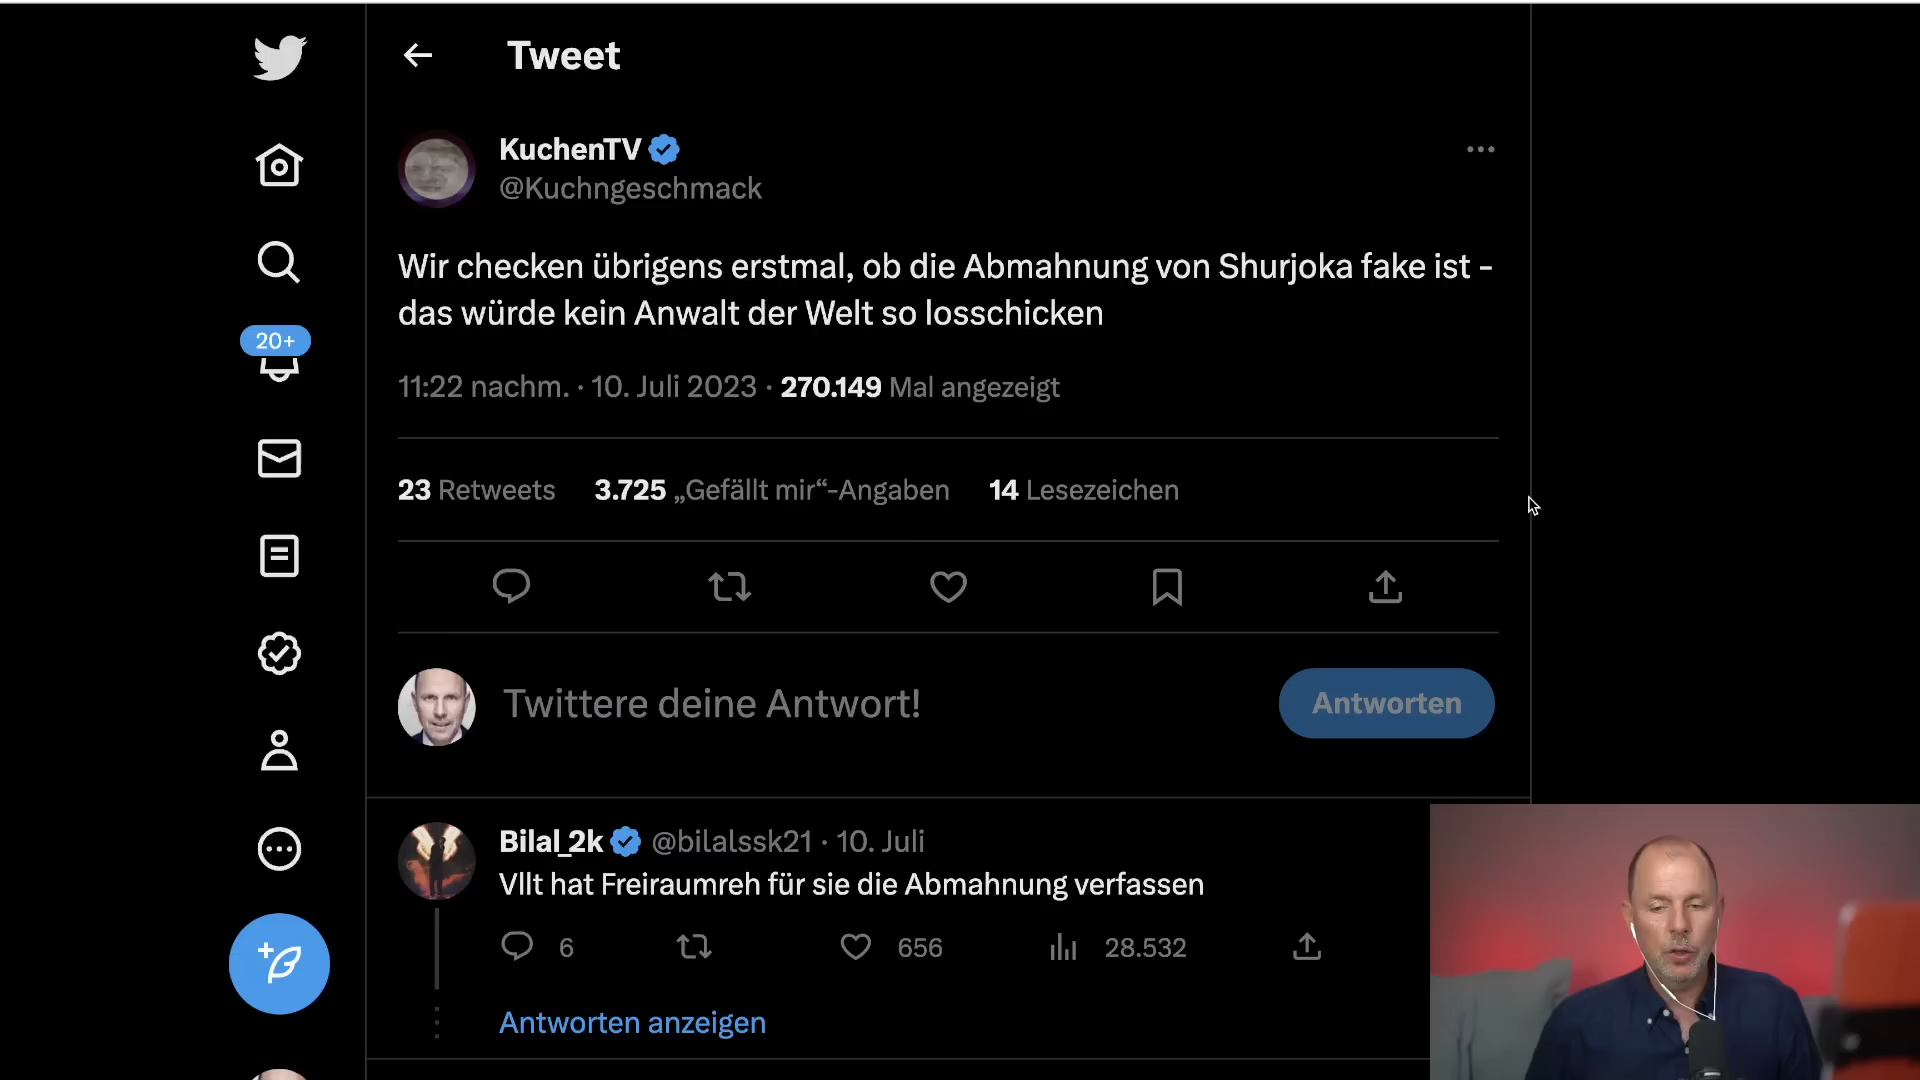 Tweet
KuchenTV
@Kuchngeschmack
Wir checken übrigens erstmal, ob die Abmahnung von Shurjoka fake ist -
das würde kein Anwalt der Welt so losschicken
11:22 nachm. · 10. Juli 2023 · 270.149 Mal angezeigt
23 Retweets 3.725 „Gefällt mir“-Angaben 14 Lesezeichen
20+
Twittere deine Antwort!
Antworten
Bilal_2k @bilalssk21 · 10. Juli
Vllt hat Freiraumreh für sie die Abmahnung verfassen
6 656 28.532
Antworten anzeigen